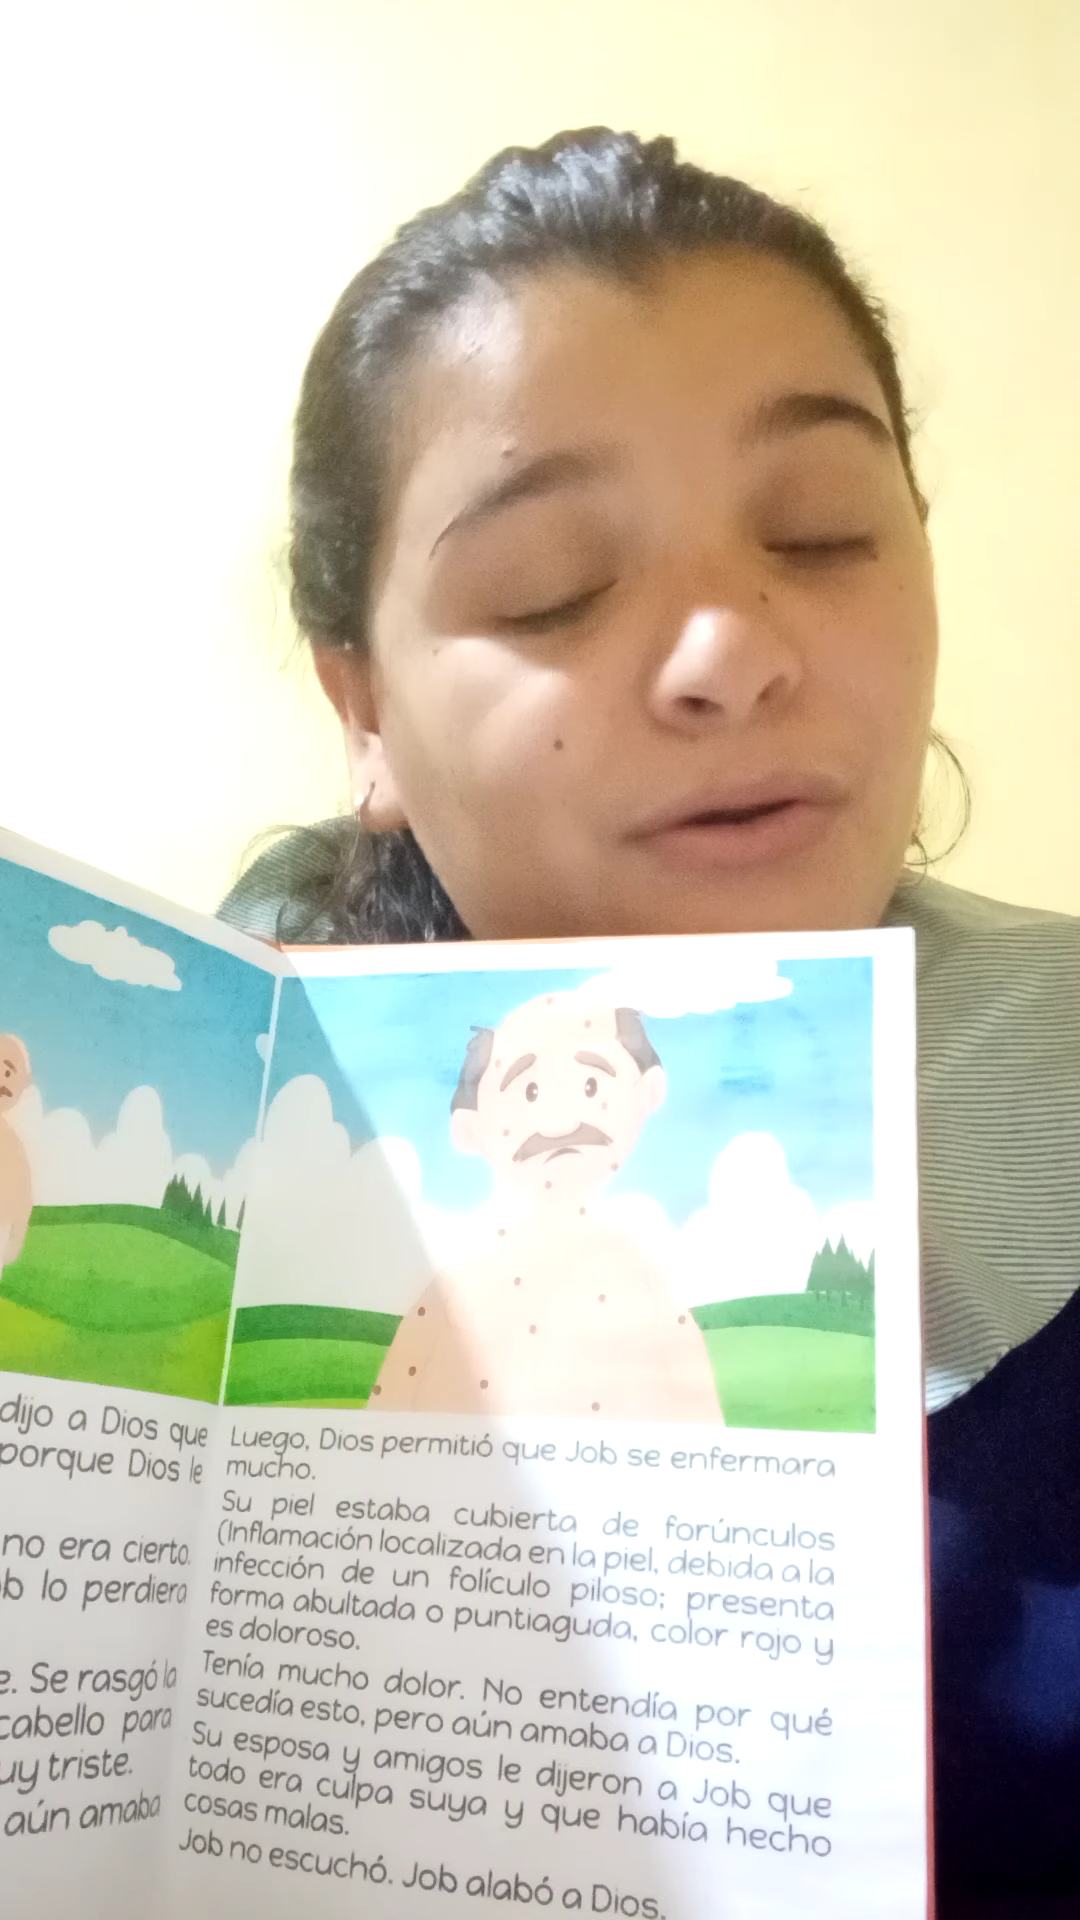 dijo a Dios que
porque Dios le
no era cierto.
lo perdiera
Se rasgó la
cabello para
triste.
aún amaba
Luego, Dios permitió que Job se enfermara
mucho.
Su piel estaba cubierta de forúnculos
(Inflamación localizada en la piel, debida a la
infección de un folículo piloso; presenta
forma abultada o puntiaguda, color rojo y
es doloroso.
Tenía mucho dolor. No entendía por qué
sucedía esto, pero aún amaba a Dios.
Su esposa y amigos le dijeron a Job que
todo era culpa suya y que había hecho
cosas malas.
Job no escuchó. Job alabó a Dios.